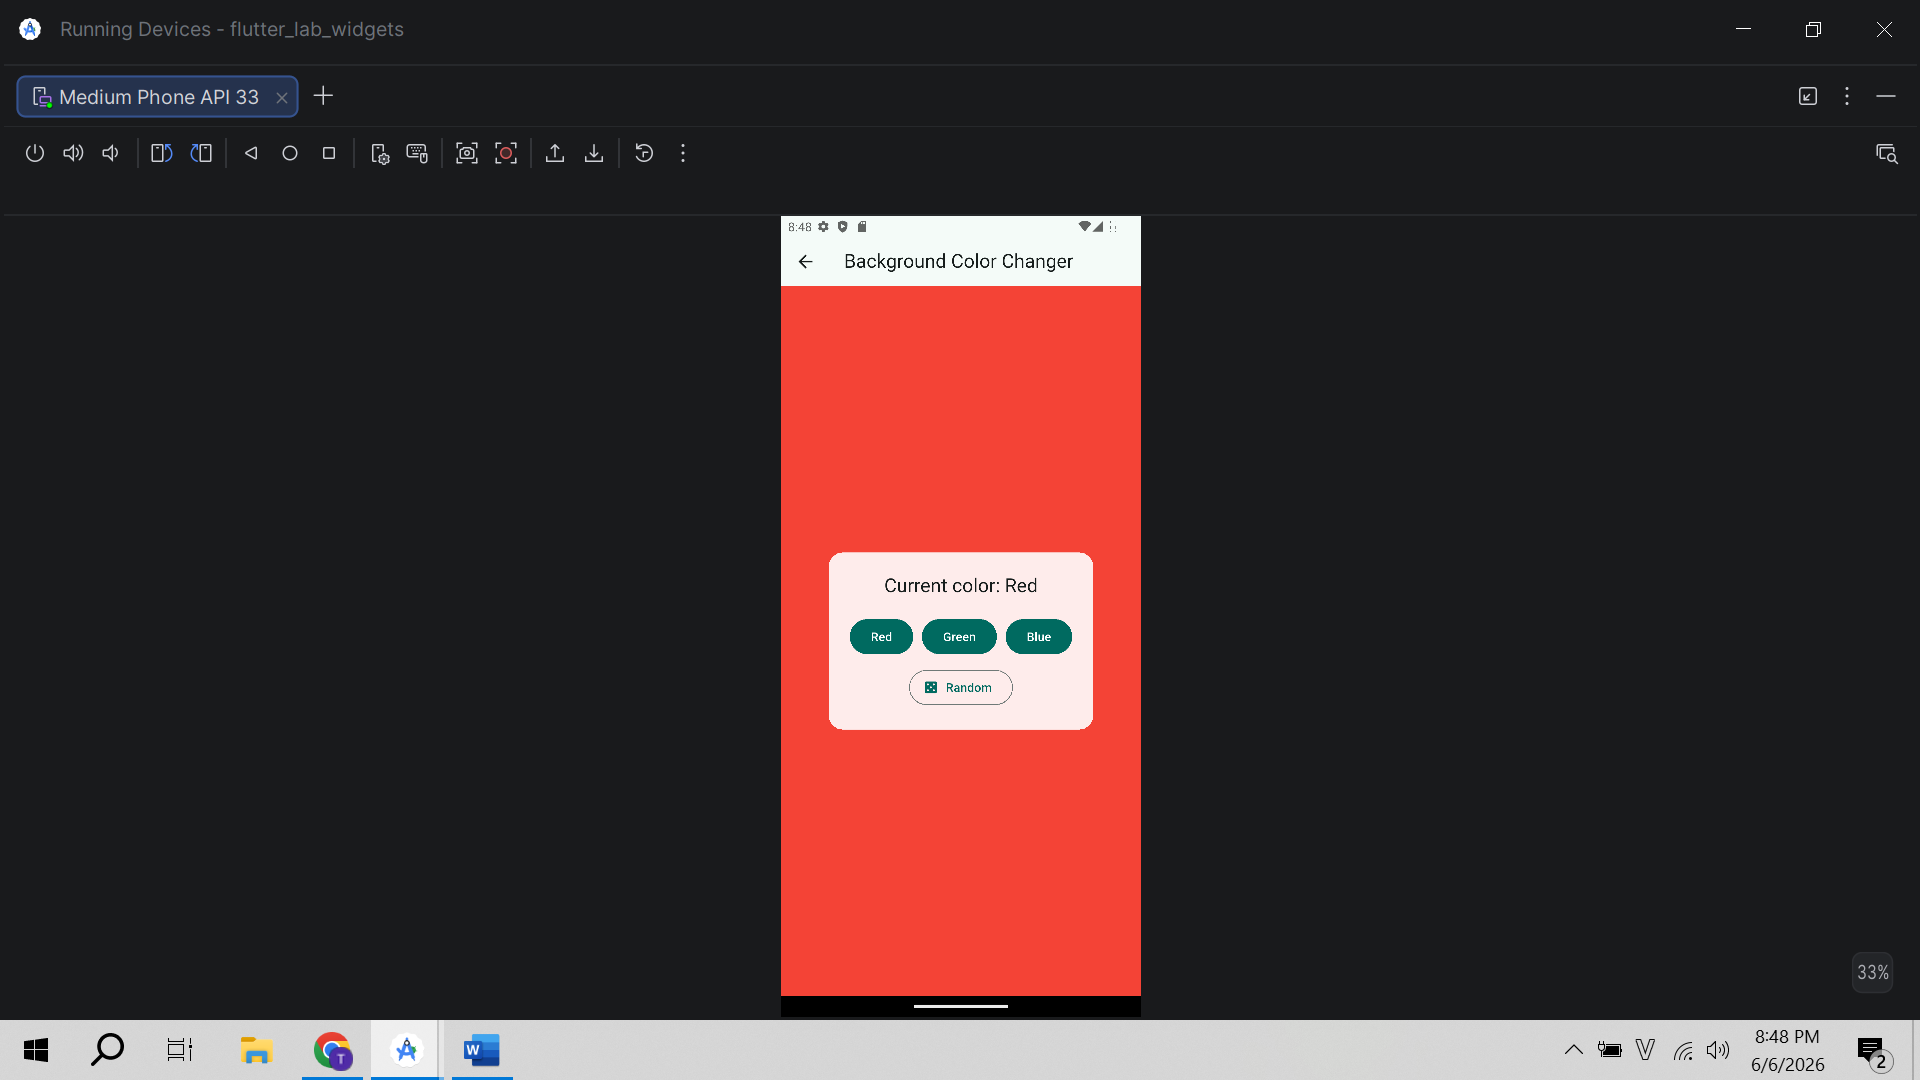 Running Devices - flutter_lab_widgets
Medium Phone API 33
8:48
Background Color Changer
Current color: Red
Red Green Blue
Random
33%
T
W
8:48 PM
6/6/2026
2